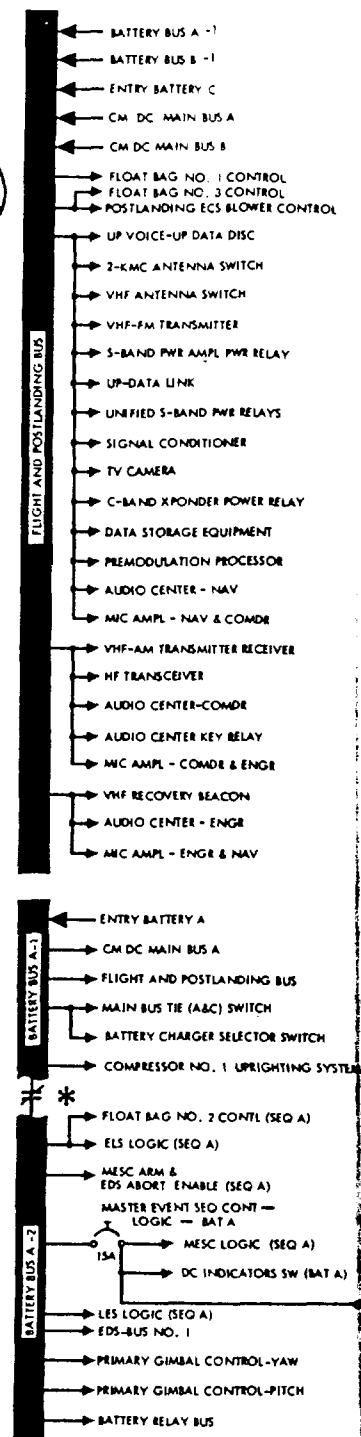 BATTERY BUS A -1
BATTERY BUS B -1
ENTRY BATTERY C
CM DC MAIN BUS A
CM DC MAIN BUS B
FLOAT BAG NO. 1 CONTROL
FLOAT BAG NO. 3 CONTROL
POSTLANDING ECS BLOWER CONTROL
FLIGHT AND POSTLANDING BUS
UP VOICE-UP DATA DISC
2-KMC ANTENNA SWITCH
VHF ANTENNA SWITCH
VHF-FM TRANSMITTER
S-BAND PWR AMPL PWR RELAY
UP-DATA LINK
UNIFIED S-BAND PWR RELAYS
SIGNAL CONDITIONER
TV CAMERA
C-BAND XPONDER POWER RELAY
DATA STORAGE EQUIPMENT
PREMODULATION PROCESSOR
AUDIO CENTER - NAV
MIC AMPL - NAV & COMDR
VHF-AM TRANSMITTER RECEIVER
HF TRANSCEIVER
AUDIO CENTER-COMDR
AUDIO CENTER KEY RELAY
MIC AMPL - COMDR & ENGR
VHF RECOVERY BEACON
AUDIO CENTER - ENGR
MIC AMPL - ENGR & NAV
BATTERY BUS A-1
ENTRY BATTERY A
CM DC MAIN BUS A
FLIGHT AND POSTLANDING BUS
MAIN BUS TIE (A&C) SWITCH
BATTERY CHARGER SELECTOR SWITCH
COMPRESSOR NO. 1 UPRIGHTING SYSTEM
*
BATTERY BUS A -2
FLOAT BAG NO. 2 CONTL (SEQ A)
ELS LOGIC (SEQ A)
MESC ARM &
EDS ABORT ENABLE (SEQ A)
MASTER EVENT SEQ CONT —
LOGIC — BAT A
15A
MESC LOGIC (SEQ A)
DC INDICATORS SW (BAT A)
LES LOGIC (SEQ A)
EDS-BUS NO. 1
PRIMARY GIMBAL CONTROL-YAW
PRIMARY GIMBAL CONTROL-PITCH
BATTERY RELAY BUS